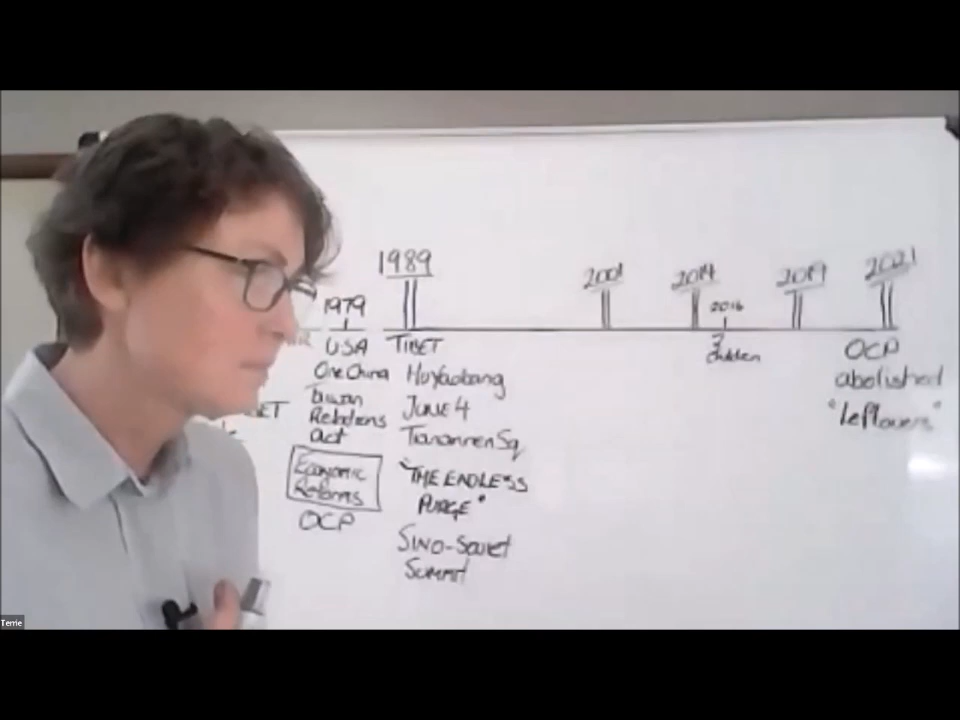 1979
USA
One China
Taiwan
Relations
Act
Economic
Reforms
OCP
1989
TIBET
Hu Yaobang
JUNE 4
Tiananmen Sq
"THE ENDLESS
PURGE"
SINO-Soviet
Summit
2001
2014
2016
children
2019
2021
OCP
abolished
"leftovers"
Terrie